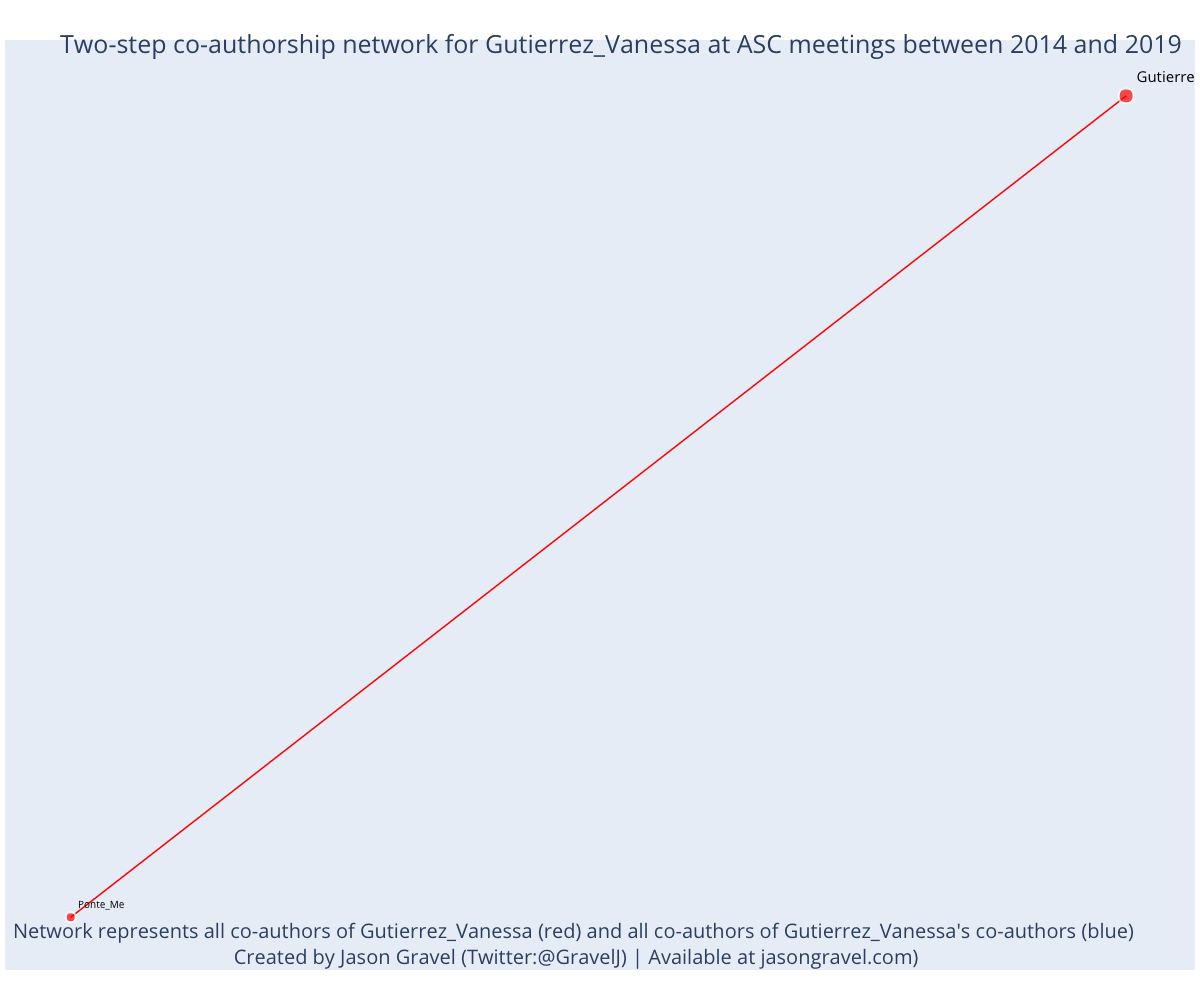 Two-step co-authorship network for Gutierrez_Vanessa at ASC meetings between 2014 and 2019
Gutierre
Ponte_Me
Network represents all co-authors of Gutierrez_Vanessa (red) and all co-authors of Gutierrez_Vanessa's co-authors (blue)
Created by Jason Gravel (Twitter:@GravelJ) | Available at jasongravel.com)